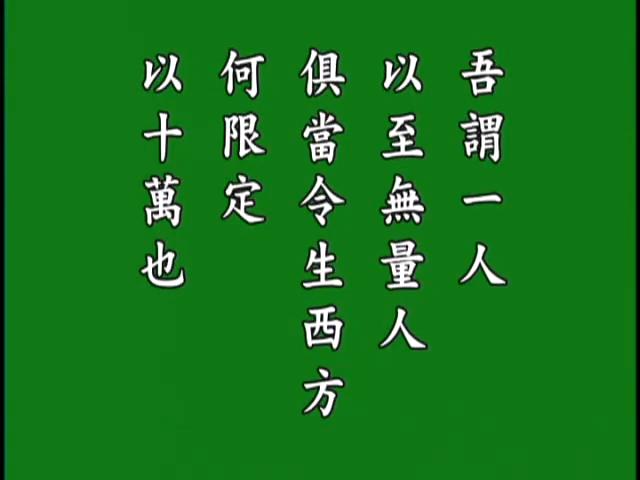 吾謂一人
以至無量人
俱當令生西方
何限定
以十萬也